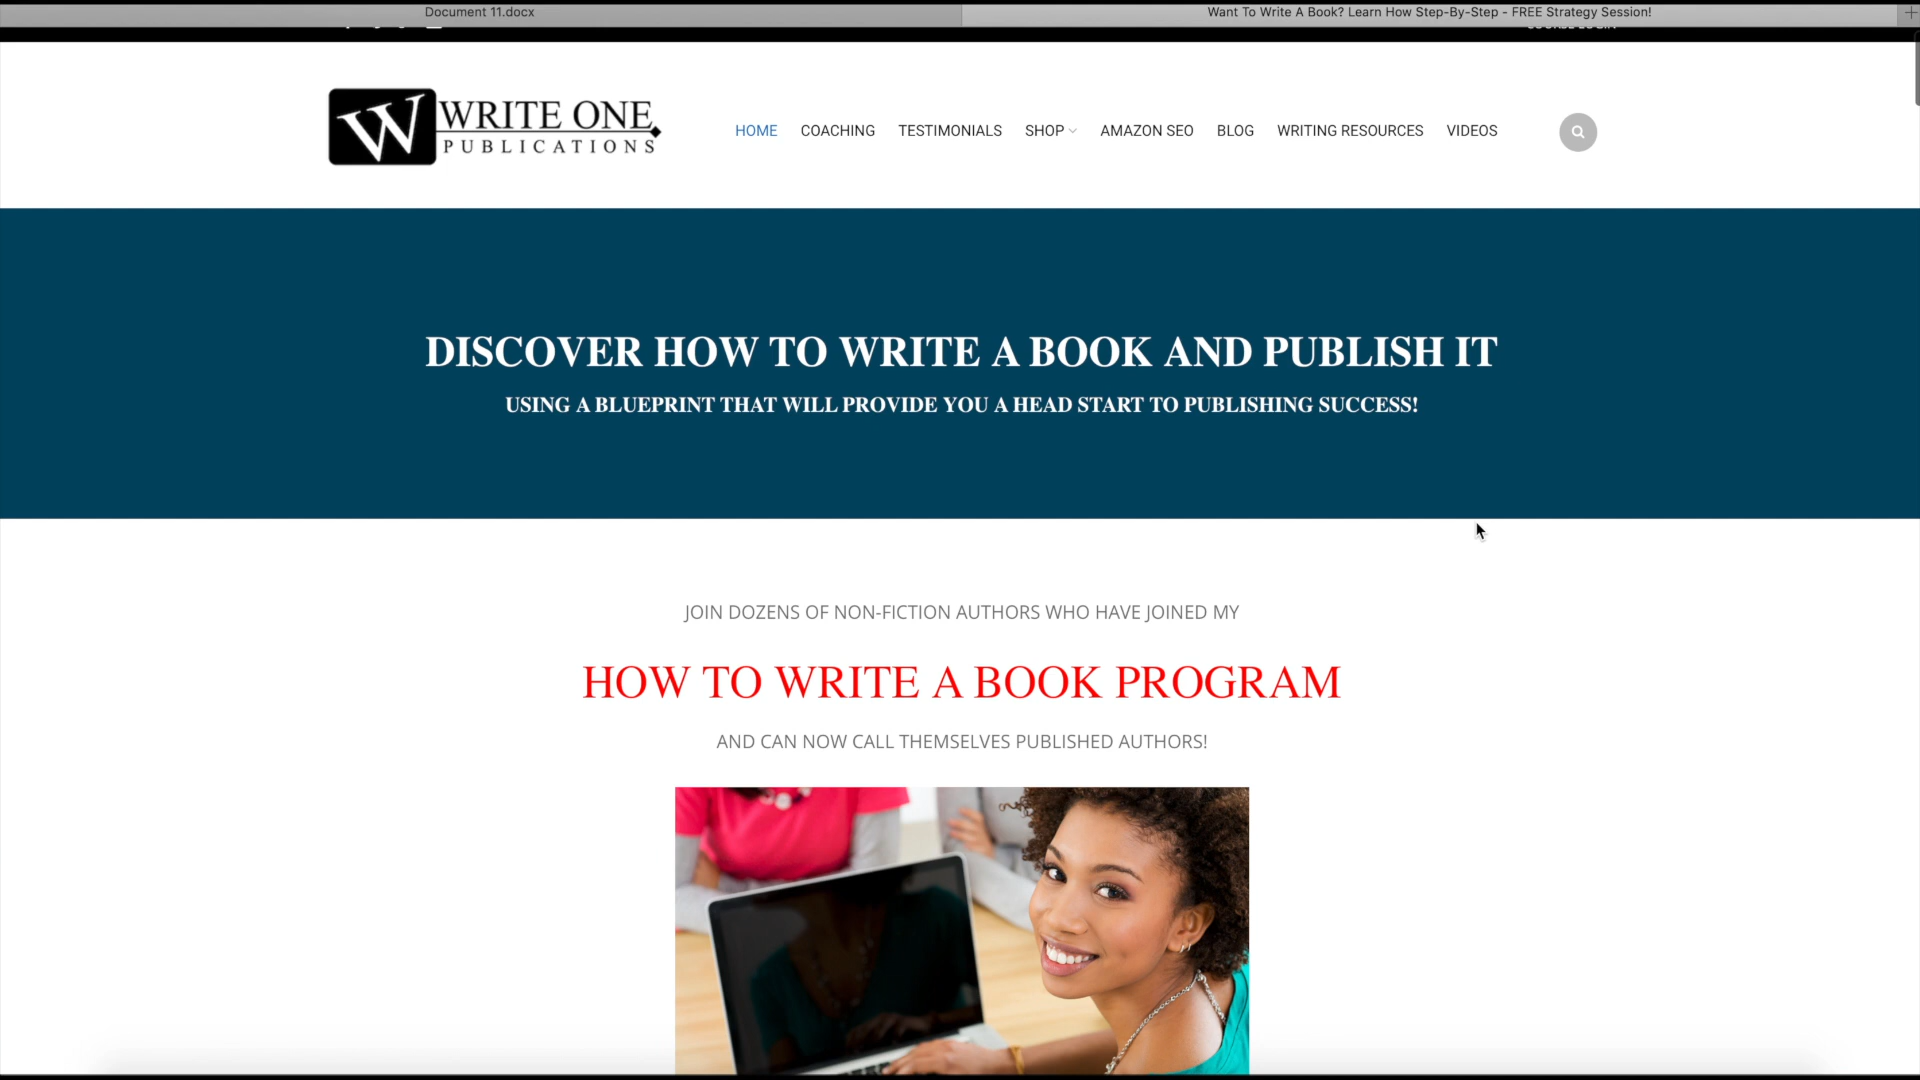 Document 11.docx
Want To Write A Book? Learn How Step-By-Step - FREE Strategy Session!
COURSE LOGIN
W WRITE ONE
PUBLICATIONS
HOME COACHING TESTIMONIALS SHOP AMAZON SEO BLOG WRITING RESOURCES VIDEOS
DISCOVER HOW TO WRITE A BOOK AND PUBLISH IT
USING A BLUEPRINT THAT WILL PROVIDE YOU A HEAD START TO PUBLISHING SUCCESS!
JOIN DOZENS OF NON-FICTION AUTHORS WHO HAVE JOINED MY
HOW TO WRITE A BOOK PROGRAM
AND CAN NOW CALL THEMSELVES PUBLISHED AUTHORS!